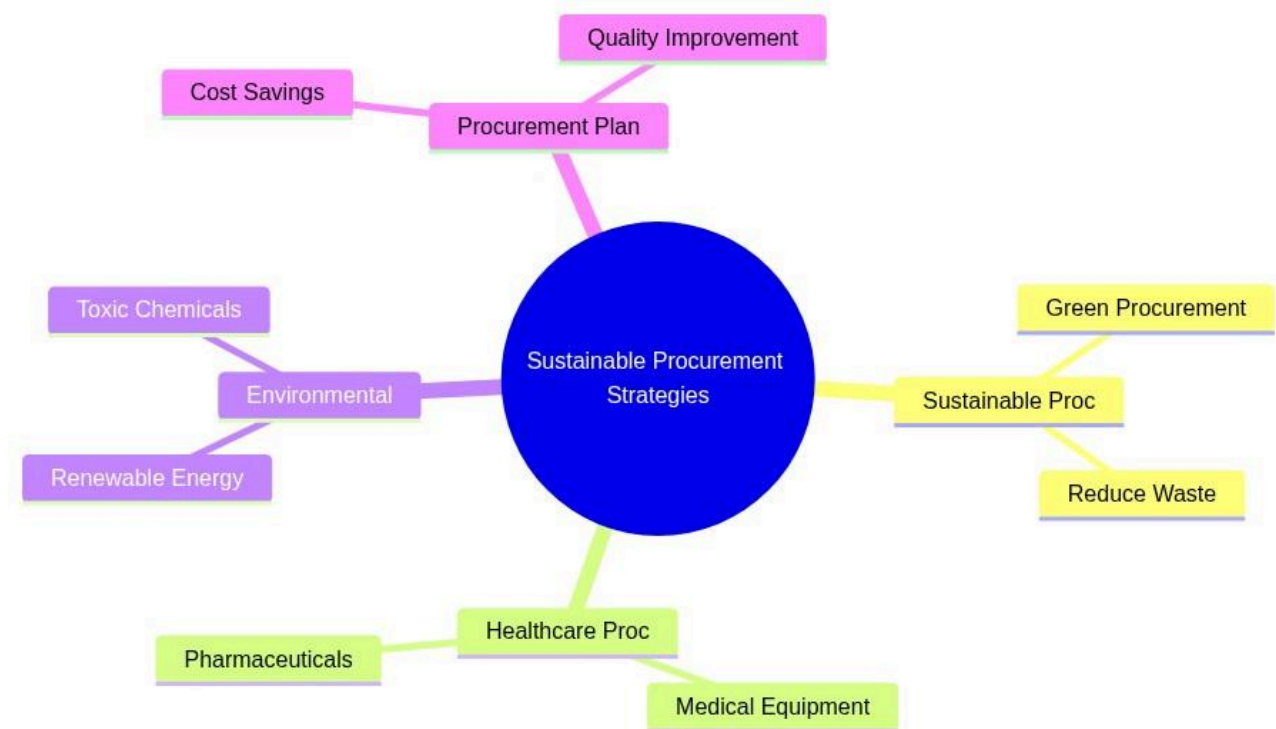 Quality Improvement
Cost Savings
Procurement Plan
Toxic Chemicals
Environmental
Renewable Energy
Sustainable Procurement
Strategies
Green Procurement
Sustainable Proc
Reduce Waste
Healthcare Proc
Pharmaceuticals
Medical Equipment